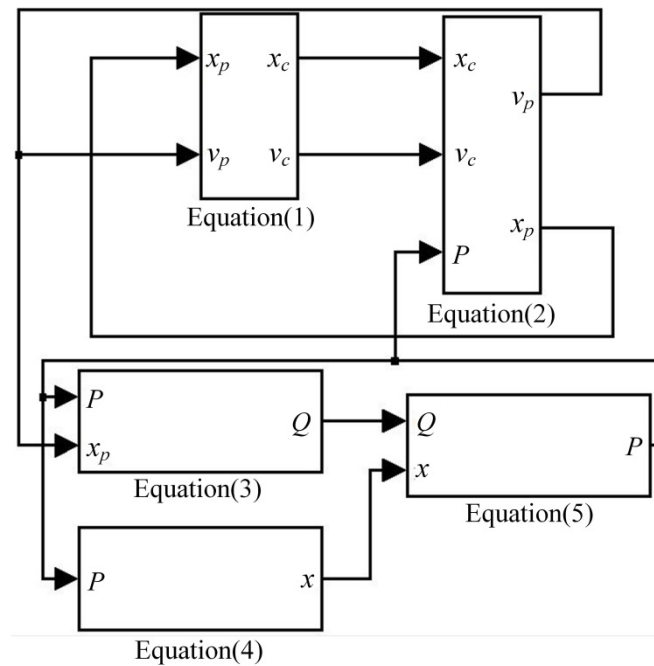 x_p x_c
v_p v_c
Equation(1)
x_c
v_p
v_c
x_p
P
Equation(2)
P
Q
x_p
Equation(3)
Q
P
x
Equation(5)
P x
Equation(4)